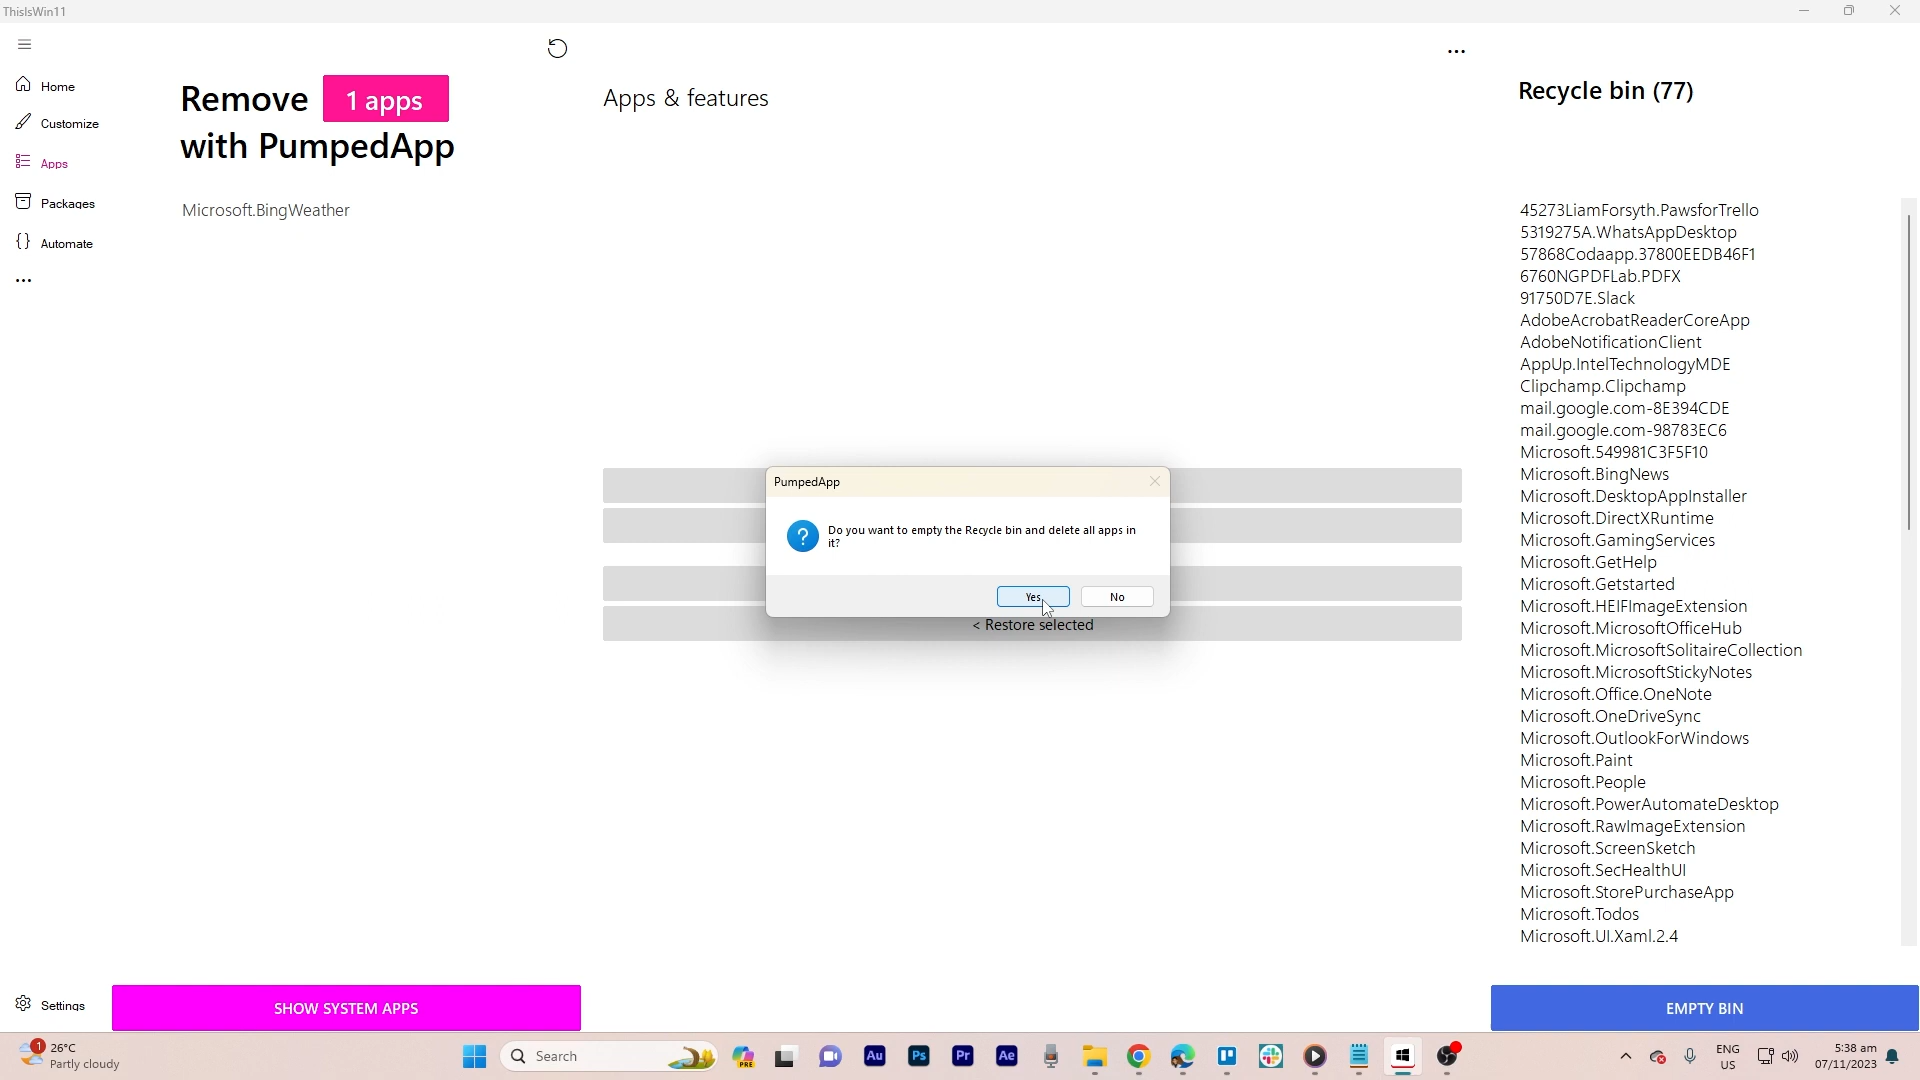 ThisIsWin11
Home
Customize
Apps
Packages
Automate
Settings
Remove 1 apps
with PumpedApp
Microsoft.BingWeather
SHOW SYSTEM APPS
Apps & features
PumpedApp
Do you want to empty the Recycle bin and delete all apps in
it?
Yes
No
< Restore selected
Recycle bin (77)
45273LiamForsyth.PawsforTrello
5319275A.WhatsAppDesktop
57868Codaapp.37800EEDB46F1
6760NGPDFLab.PDFX
91750D7E.Slack
AdobeAcrobatReaderCoreApp
AdobeNotificationClient
AppUp.IntelTechnologyMDE
Clipchamp.Clipchamp
mail.google.com-8E394CDE
mail.google.com-98783EC6
Microsoft.549981C3F5F10
Microsoft.BingNews
Microsoft.DesktopAppInstaller
Microsoft.DirectXRuntime
Microsoft.GamingServices
Microsoft.GetHelp
Microsoft.Getstarted
Microsoft.HEIFImageExtension
Microsoft.MicrosoftOfficeHub
Microsoft.MicrosoftSolitaireCollection
Microsoft.MicrosoftStickyNotes
Microsoft.Office.OneNote
Microsoft.OneDriveSync
Microsoft.OutlookForWindows
Microsoft.Paint
Microsoft.People
Microsoft.PowerAutomateDesktop
Microsoft.RawImageExtension
Microsoft.ScreenSketch
Microsoft.SecHealthUI
Microsoft.StorePurchaseApp
Microsoft.Todos
Microsoft.UI.Xaml.2.4
EMPTY BIN
1
26°C
Partly cloudy
Search
PRE
Au
Ps
Pr
Ae
ENG
US
5:38 am
07/11/2023